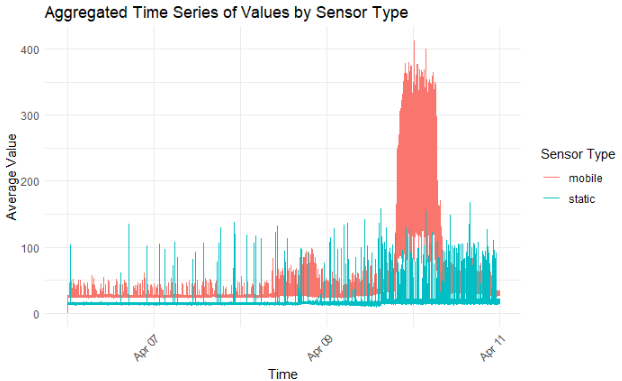 Aggregated Time Series of Values by Sensor Type
Average Value
400
300
200
100
0
Apr 07
Apr 09
Apr 11
Time
Sensor Type
mobile
static